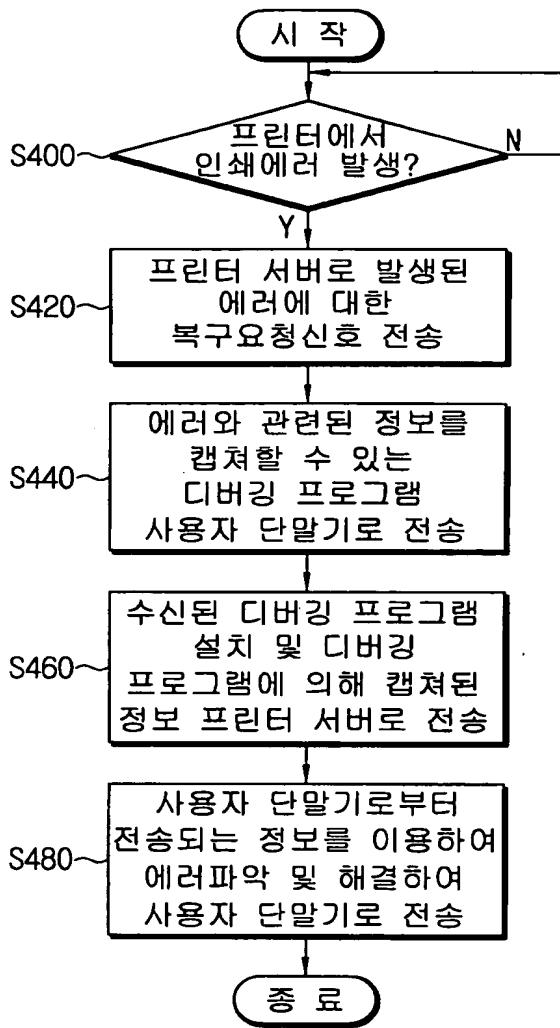 시 작
S400
프린터에서
인쇄에러 발생?
N
Y
S420
프린터 서버로 발생된
에러에 대한
복구요청신호 전송
S440
에러와 관련된 정보를
캡쳐할 수 있는
디버깅 프로그램
사용자 단말기로 전송
S460
수신된 디버깅 프로그램
설치 및 디버깅
프로그램에 의해 캡쳐된
정보 프린터 서버로 전송
S480
사용자 단말기로부터
전송되는 정보를 이용하여
에러파악 및 해결하여
사용자 단말기로 전송
종 료